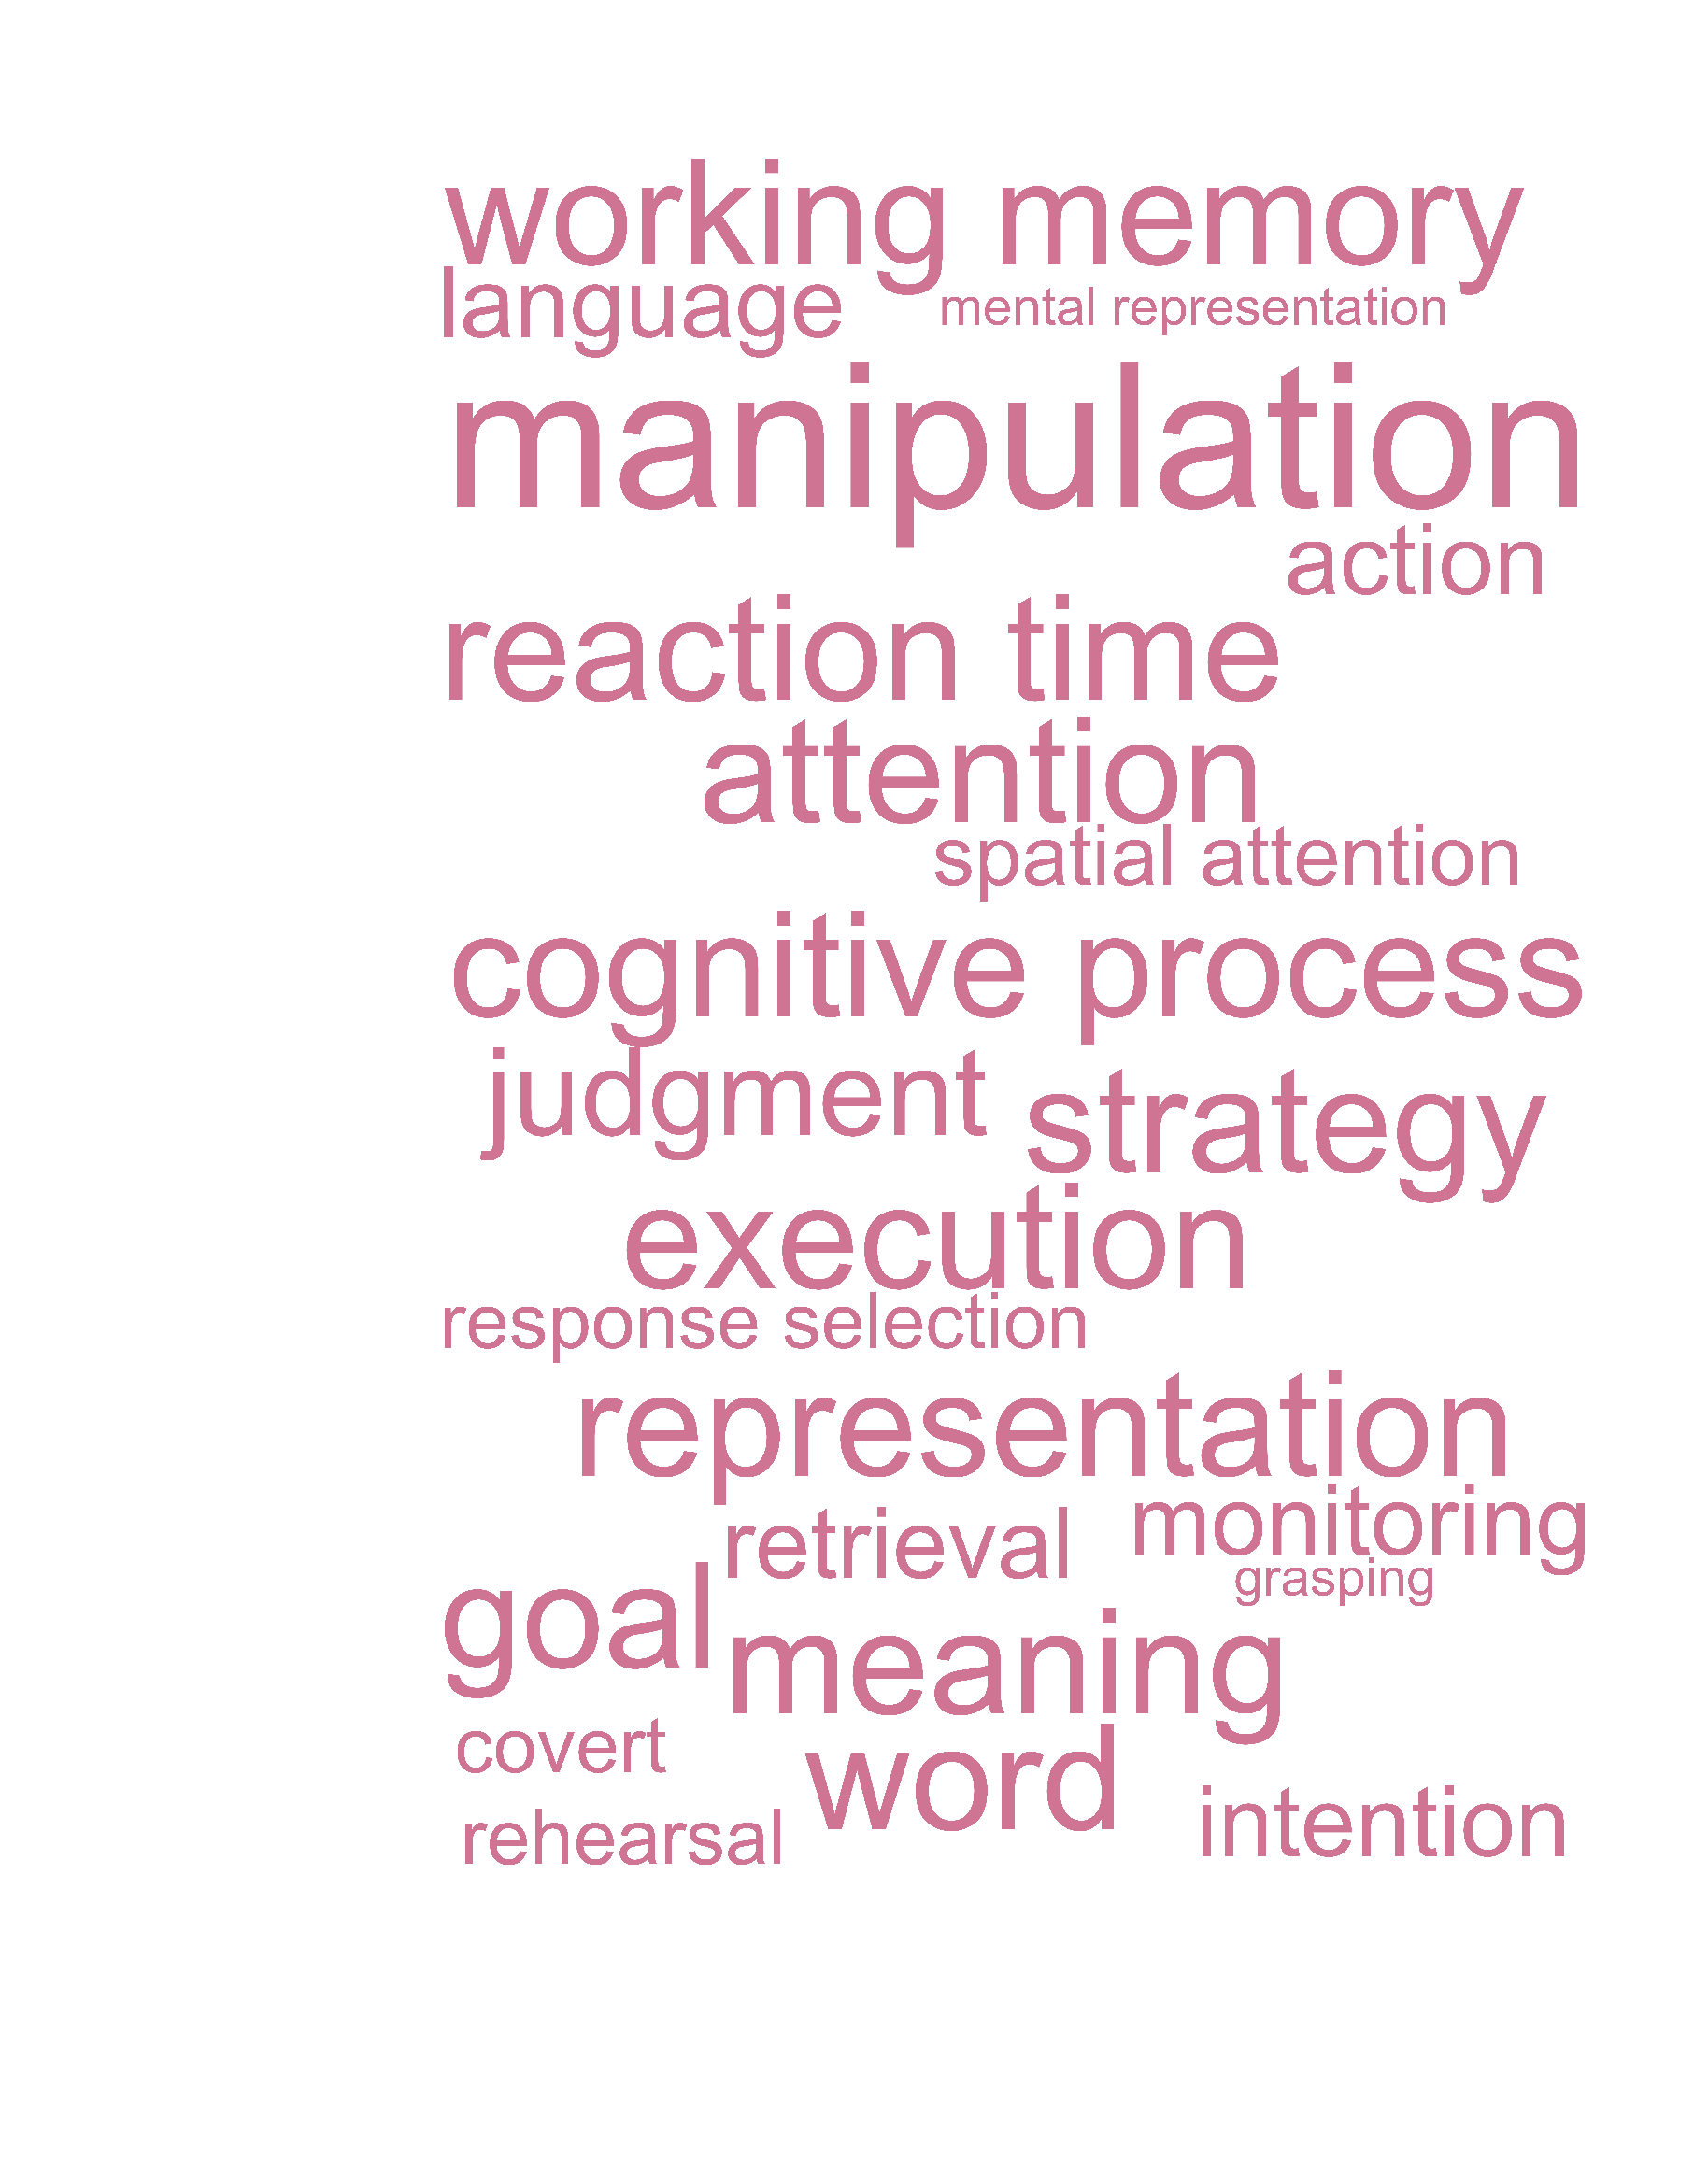 working memory
language mental representation
manipulation
action
reaction time
attention
spatial attention
cognitive process
judgment strategy
execution
response selection
representation
retrieval monitoring
grasping
goal meaning
covert word
rehearsal intention